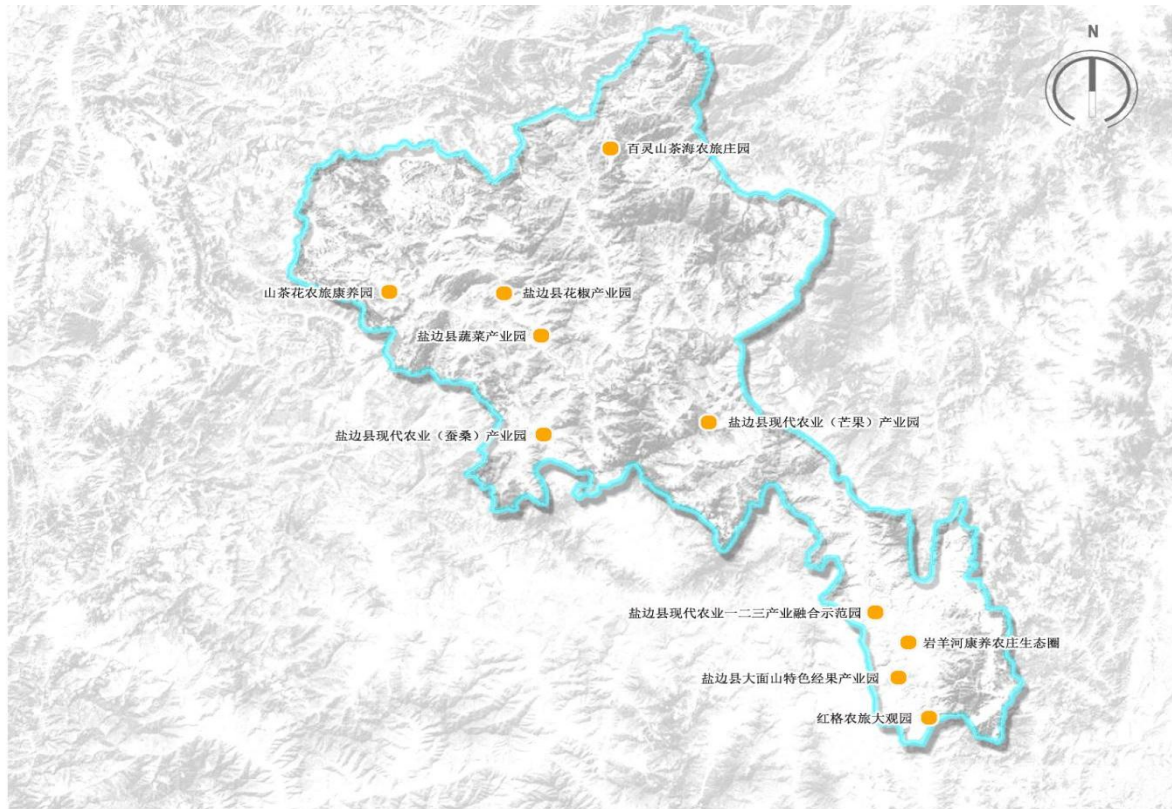 N
百灵山茶海农旅庄园
山茶花农旅康养园
盐边县花椒产业园
盐边县蔬菜产业园
盐边县现代农业（芒果）产业园
盐边县现代农业（蚕桑）产业园
盐边县现代农业一二三产业融合示范园
岩羊河康养农庄生态圈
盐边县大面山特色经果产业园
红格农旅大观园